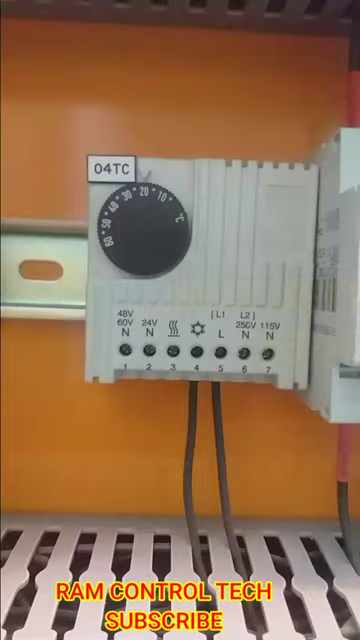 04TC
60 50 40 30 20 10 °C
48V
60V 24V [L1 L2]
N N L 250V 115V
N N
1 2 3 4 5 6 7
RAM CONTROL TECH
SUBSCRIBE